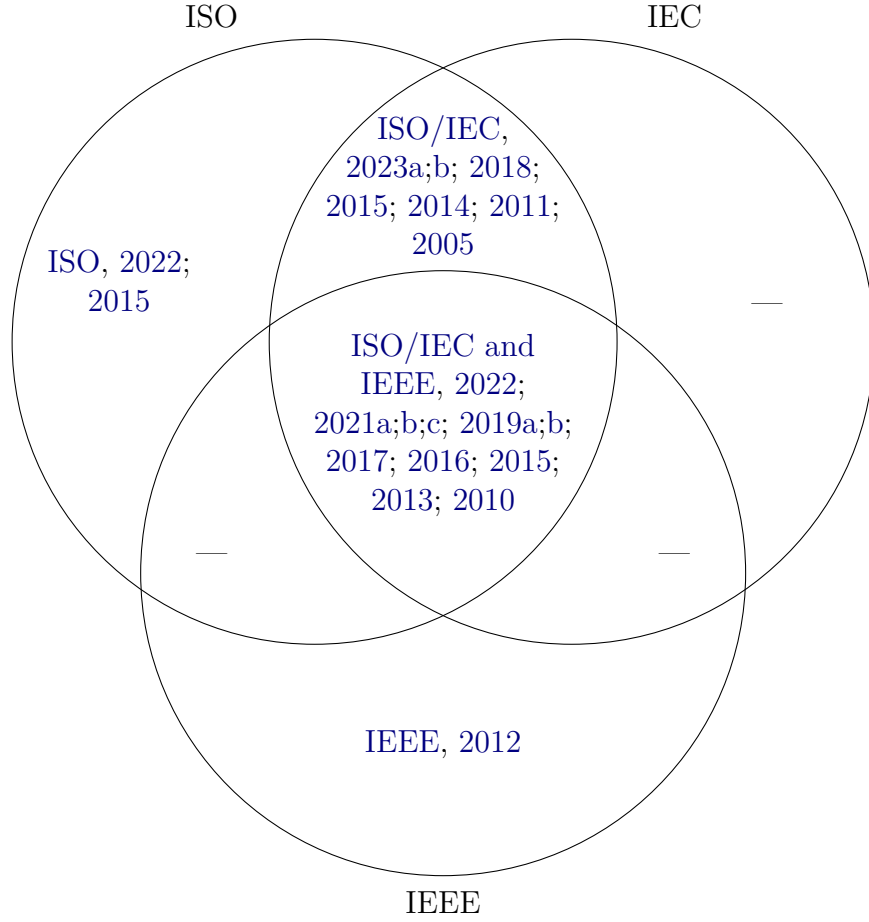 ISO
IEC
ISO/IEC,
2023a;b; 2018;
2015; 2014; 2011;
2005
ISO, 2022;
2015
—
ISO/IEC and
IEEE, 2022;
2021a;b;c; 2019a;b;
2017; 2016; 2015;
2013; 2010
—
—
IEEE, 2012
IEEE